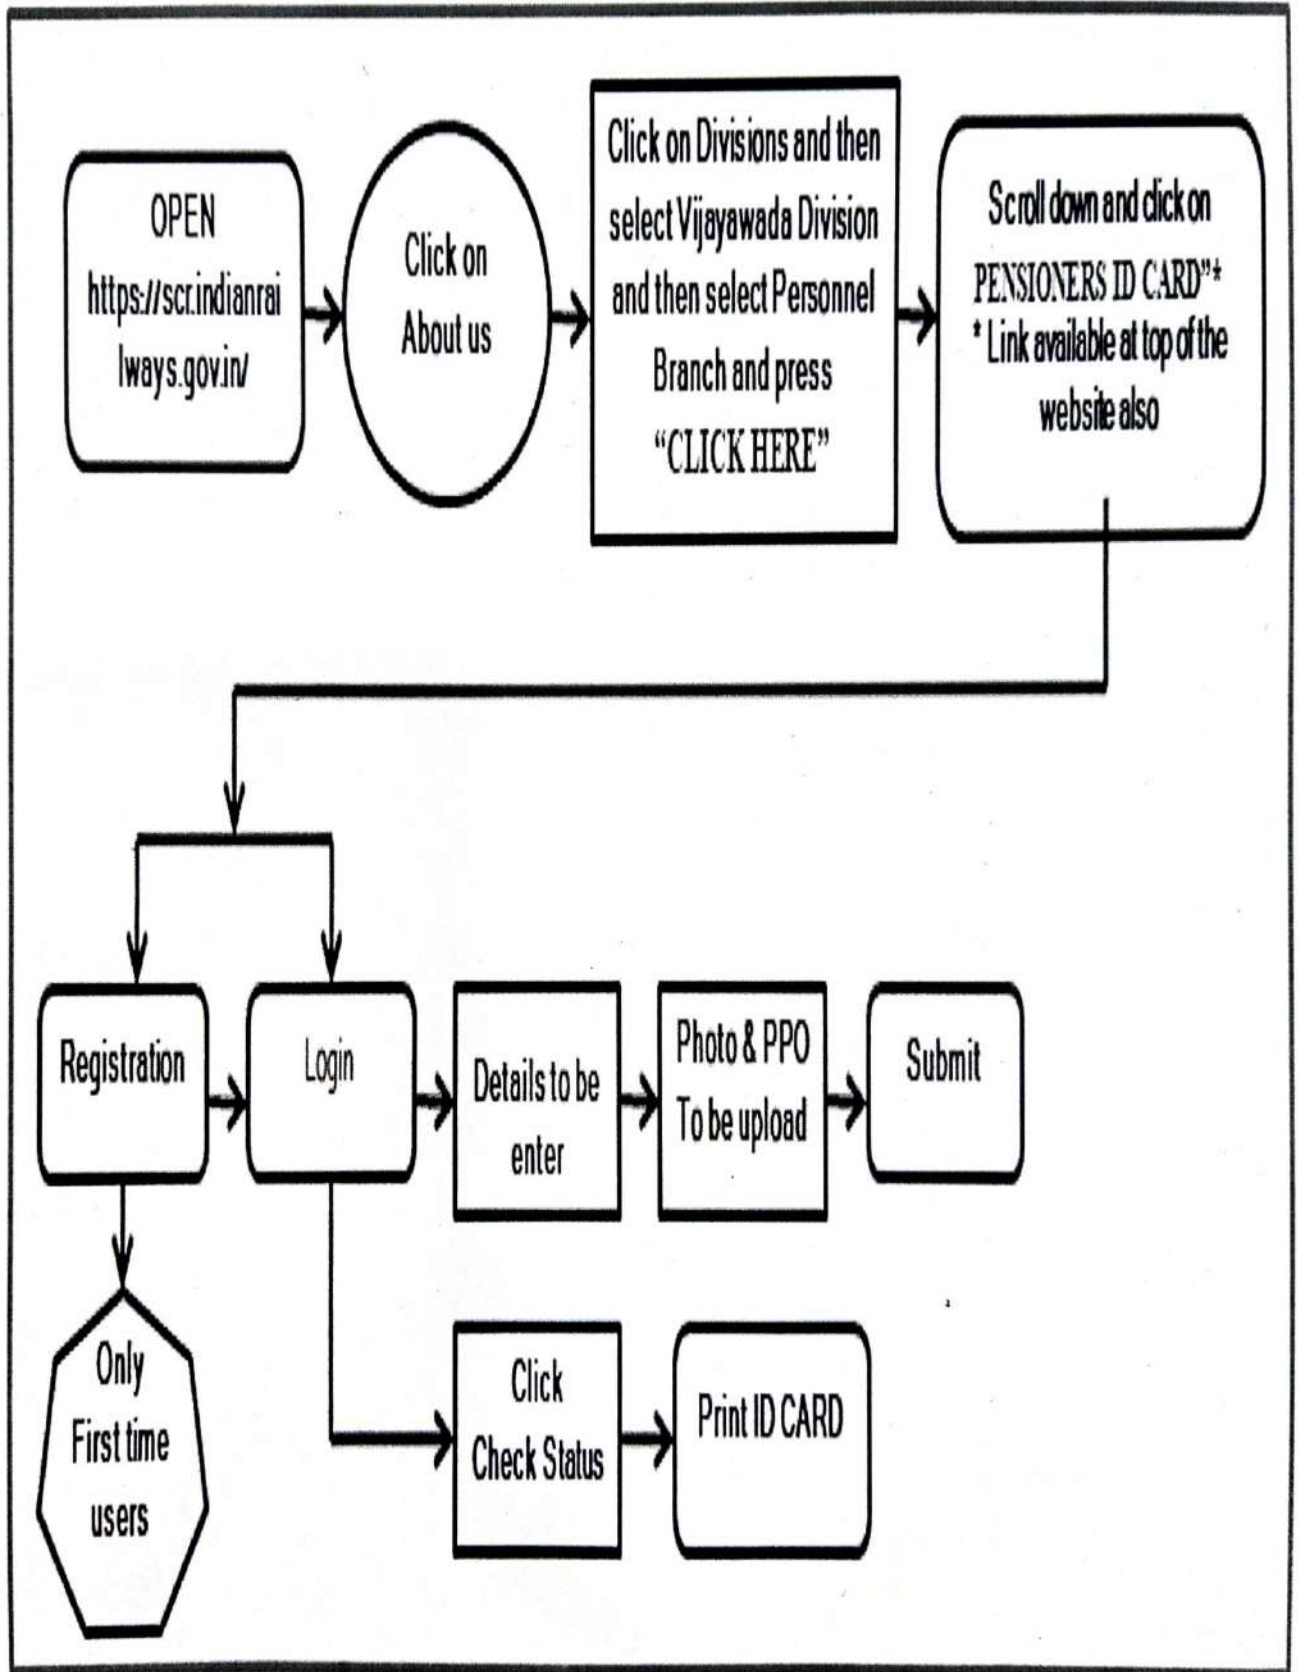 OPEN
https://scr.indianrai
lways.gov.in/
Click on
About us
Click on Divisions and then
select Vijayawada Division
and then select Personnel
Branch and press
“CLICK HERE”
Scroll down and click on
PENSIONERS ID CARD”*
* Link available at top of the
website also
Registration
Login
Details to be
enter
Photo & PPO
To be upload
Submit
Only
First time
users
Click
Check Status
Print ID CARD